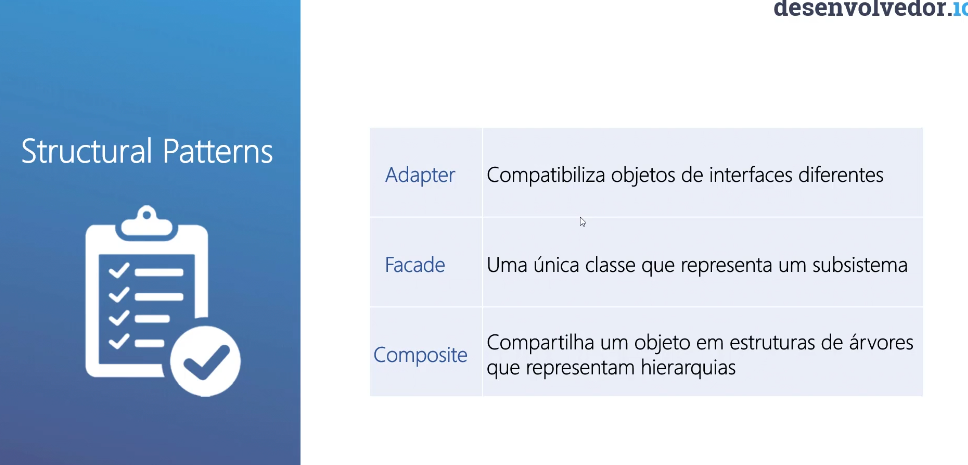 desenvolvedor.io
Structural Patterns
Adapter
Compatibiliza objetos de interfaces diferentes
Facade
Uma única classe que representa um subsistema
Composite
Compartilha um objeto em estruturas de árvores
que representam hierarquias